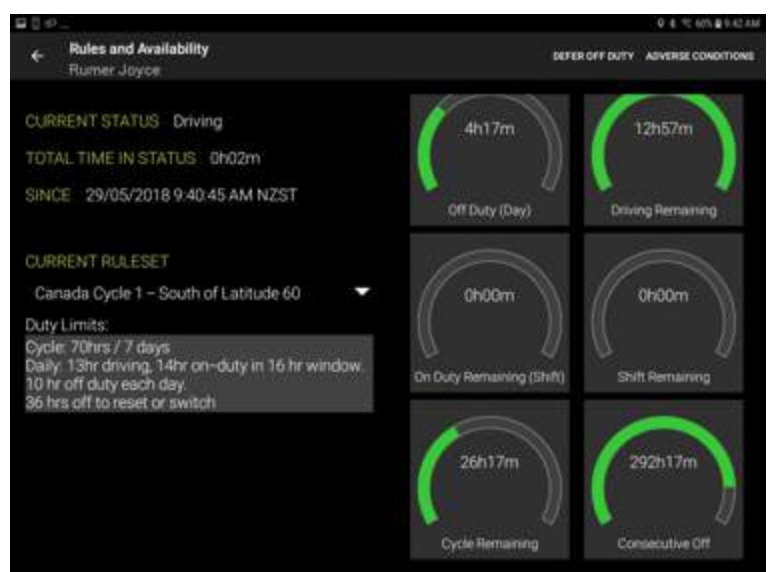 60% 9:42 AM
Rules and Availability
Rumer Joyce
DEFER OFF DUTY ADVERSE CONDITIONS
CURRENT STATUS Driving
TOTAL TIME IN STATUS 0h02m
SINCE 29/05/2018 9:40:45 AM NZST
CURRENT RULESET
Canada Cycle 1 – South of Latitude 60
Duty Limits:
Cycle: 70hrs / 7 days
Daily: 13hr driving, 14hr on-duty in 16 hr window.
10 hr off duty each day.
36 hrs off to reset or switch
4h17m
Off Duty (Day)
12h57m
Driving Remaining
0h00m
On Duty Remaining (Shift)
0h00m
Shift Remaining
26h17m
Cycle Remaining
292h17m
Consecutive Off